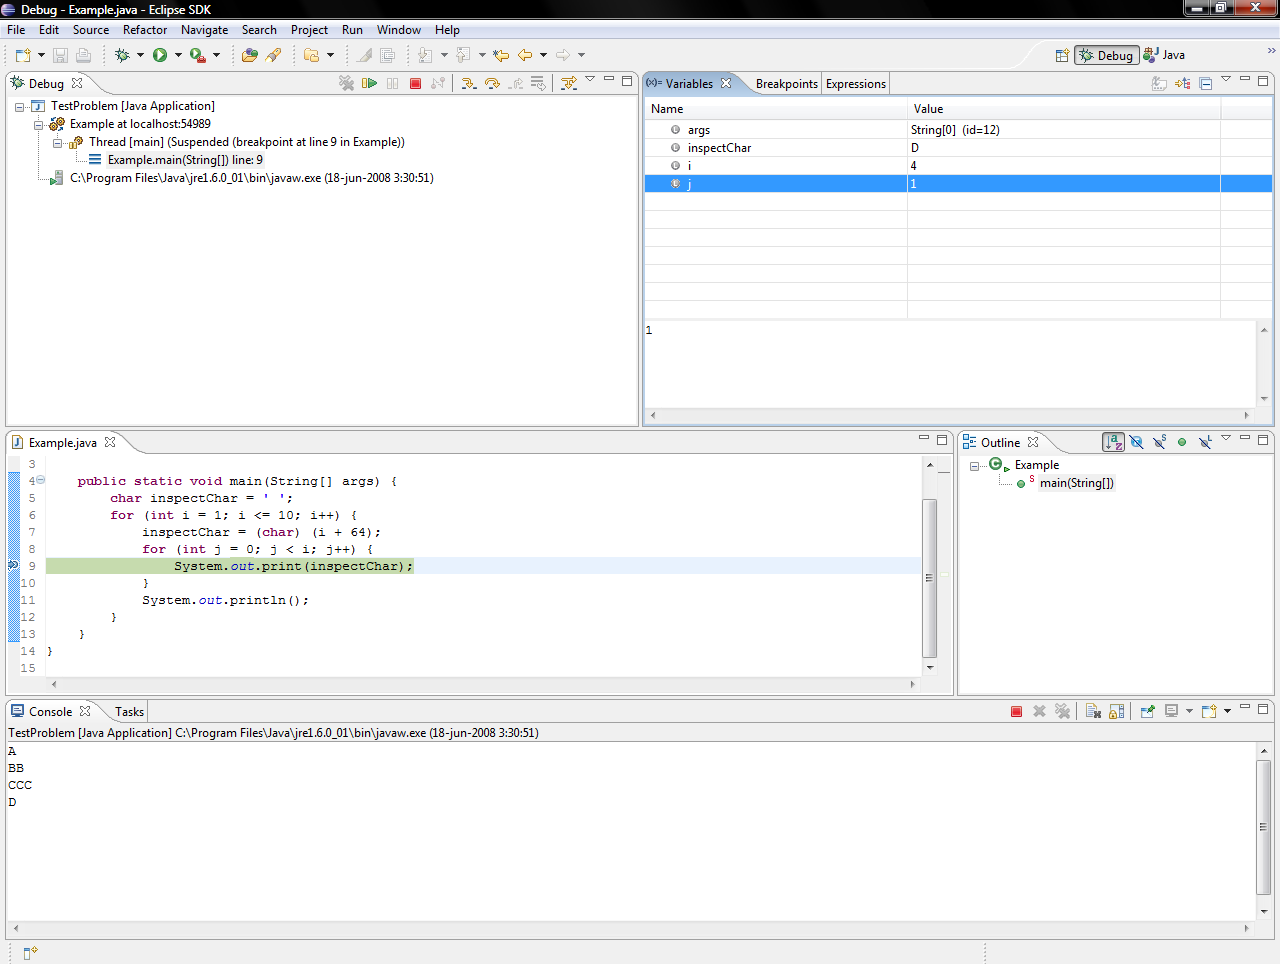 Debug - Example.java - Eclipse SDK
File Edit Source Refactor Navigate Search Project Run Window Help
Debug Java
Debug
TestProblem [Java Application]
Example at localhost:54989
Thread [main] (Suspended (breakpoint at line 9 in Example))
Example.main(String[]) line: 9
C:\Program Files\Java\jre1.6.0_01\bin\javaw.exe (18-jun-2008 3:30:51)
(x)= Variables Breakpoints Expressions
Name Value
args String[0] (id=12)
inspectChar D
i 4
j 1
1
Example.java
3
4 public static void main(String[] args) {
5 char inspectChar = ' ';
6 for (int i = 1; i <= 10; i++) {
7 inspectChar = (char) (i + 64);
8 for (int j = 0; j < i; j++) {
9 System.out.print(inspectChar);
10 }
11 System.out.println();
12 }
13 }
14 }
15
Outline
Example
main(String[])
Console Tasks
TestProblem [Java Application] C:\Program Files\Java\jre1.6.0_01\bin\javaw.exe (18-jun-2008 3:30:51)
A
BB
CCC
D